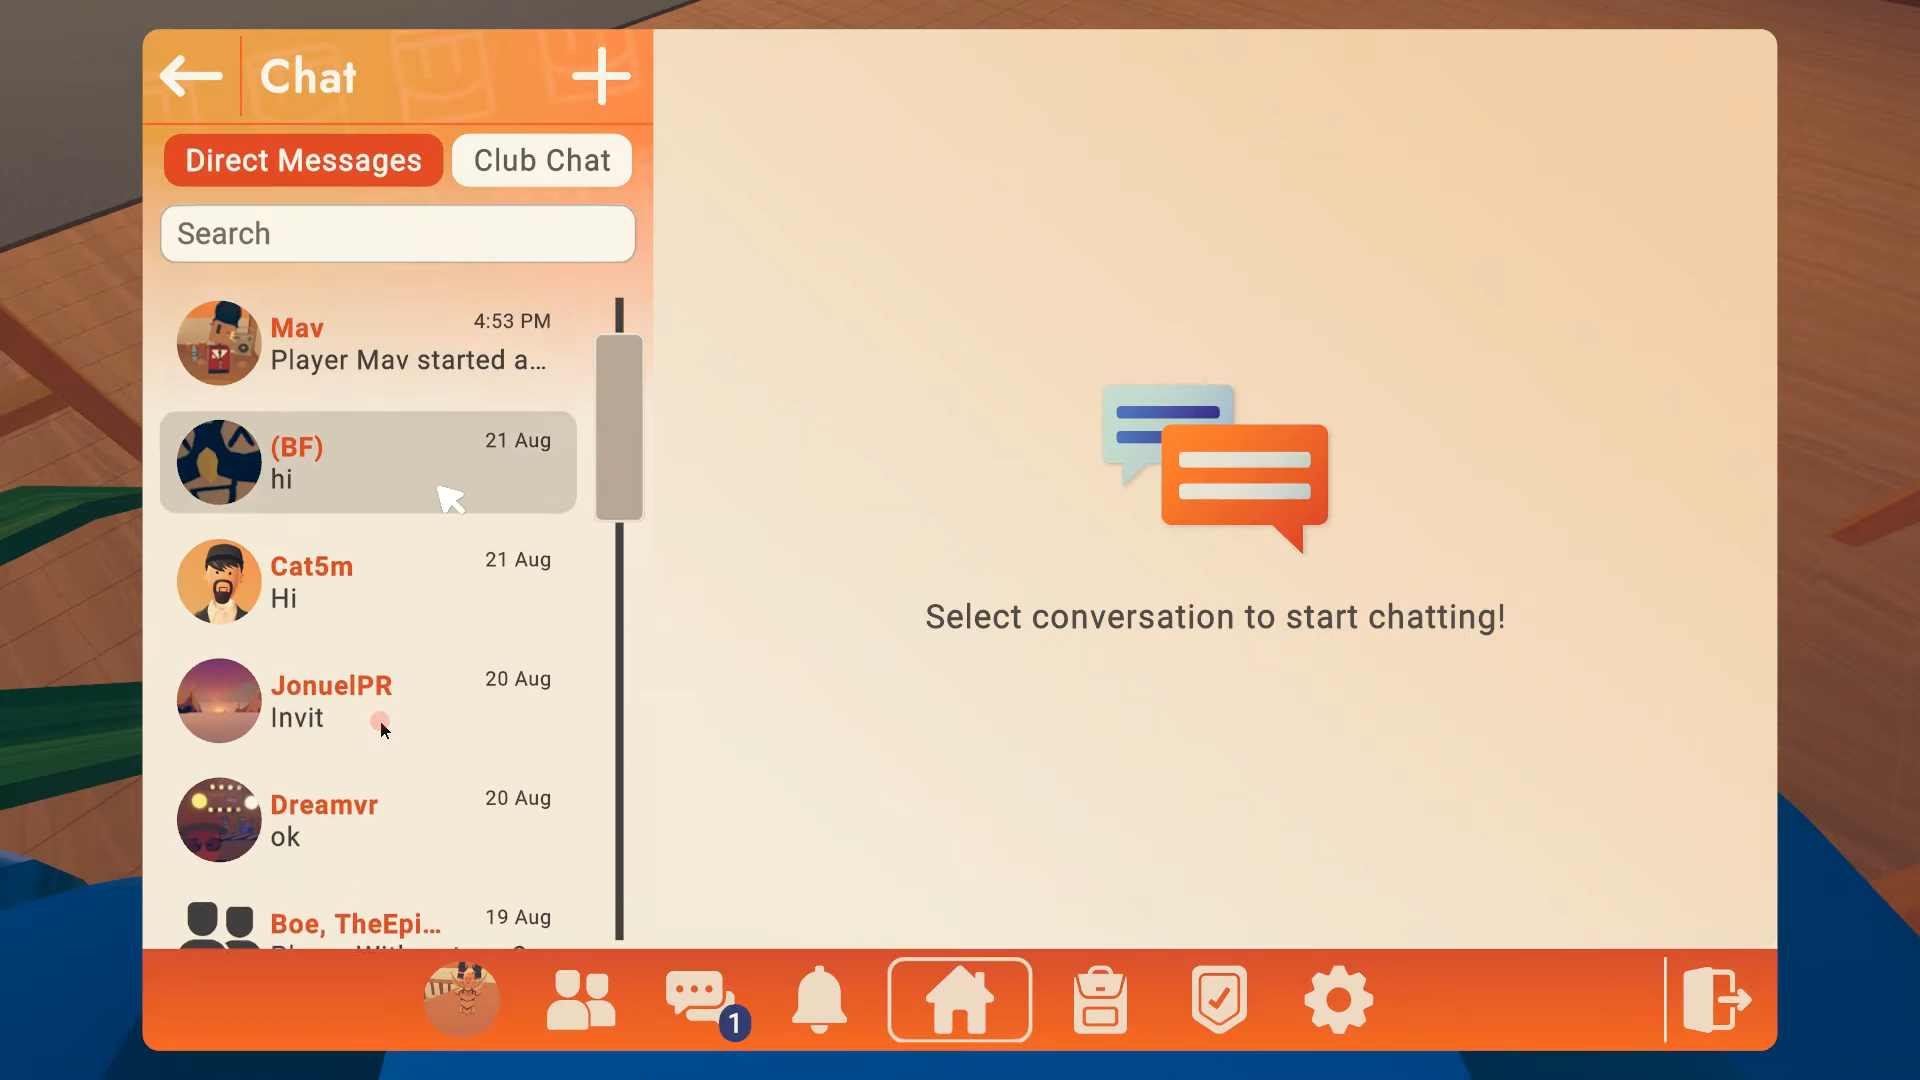 Chat
Direct Messages
Club Chat
Search
Mav
4:53 PM
Player Mav started a...
(BF)
21 Aug
hi
Cat5m
21 Aug
Hi
JonuelPR
20 Aug
Invit
Dreamvr
20 Aug
ok
Boe, TheEpi...
19 Aug
Select conversation to start chatting!
1